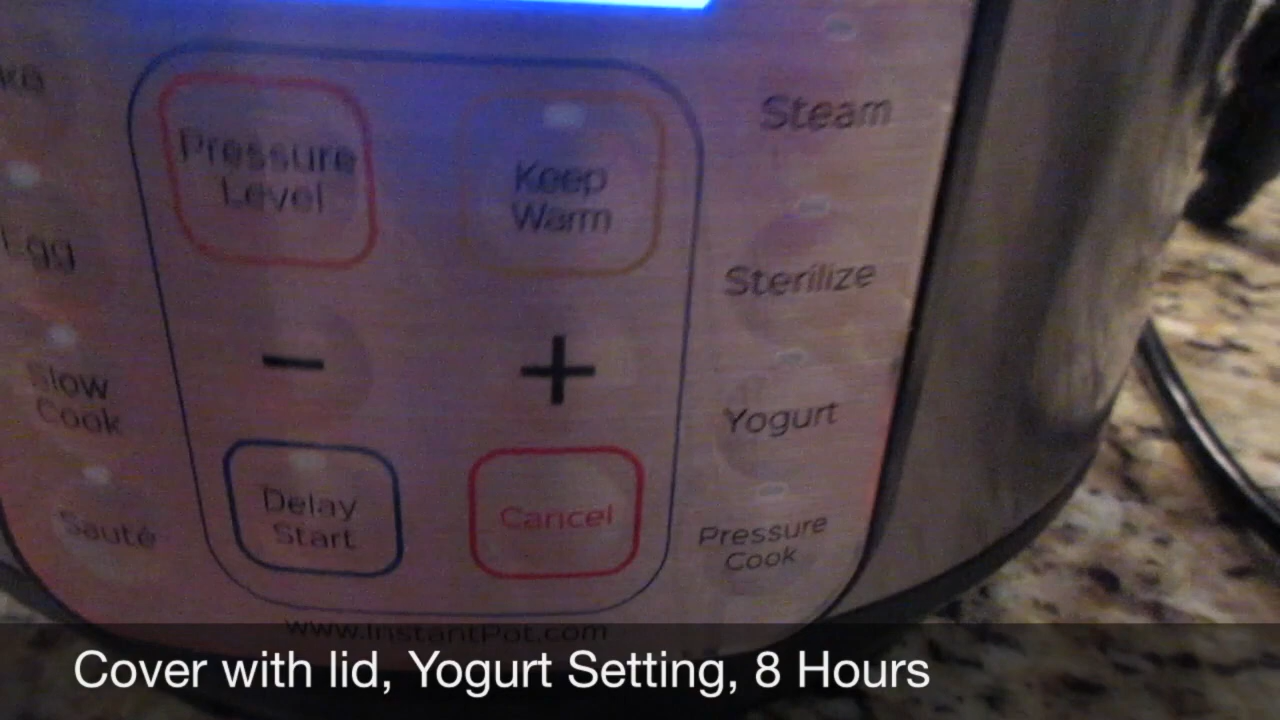 Steam
Pressure
Level
Keep
Warm
Egg
Sterilize
-
+
Slow
Cook
Yogurt
Delay
Start
Cancel
Sauté
Pressure
Cook
www.InstantPot.com
Cover with lid, Yogurt Setting, 8 Hours